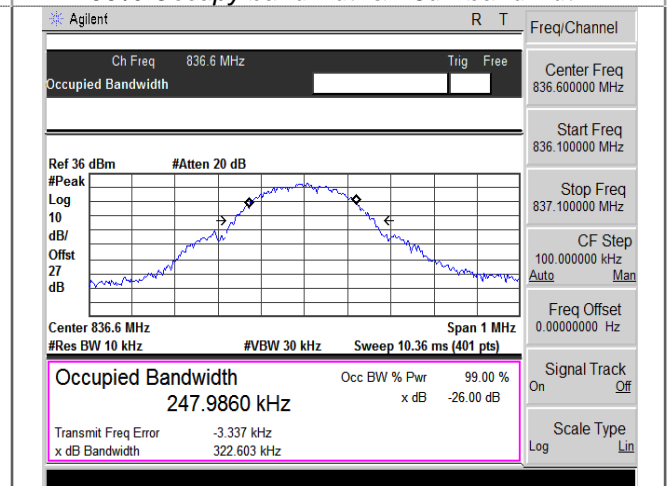 Agilent R T
Freq/Channel
Ch Freq 836.6 MHz Trig Free
Occupied Bandwidth
Center Freq
836.600000 MHz
Start Freq
836.100000 MHz
Ref 36 dBm #Atten 20 dB
#Peak
Log
10
dB/
Offst
27
dB
Stop Freq
837.100000 MHz
CF Step
100.000000 kHz
Auto Man
Freq Offset
0.00000000 Hz
Center 836.6 MHz Span 1 MHz
#Res BW 10 kHz #VBW 30 kHz Sweep 10.36 ms (401 pts)
Occupied Bandwidth Occ BW % Pwr 99.00 %
247.9860 kHz x dB -26.00 dB
Transmit Freq Error -3.337 kHz
x dB Bandwidth 322.603 kHz
Signal Track
On Off
Scale Type
Log Lin